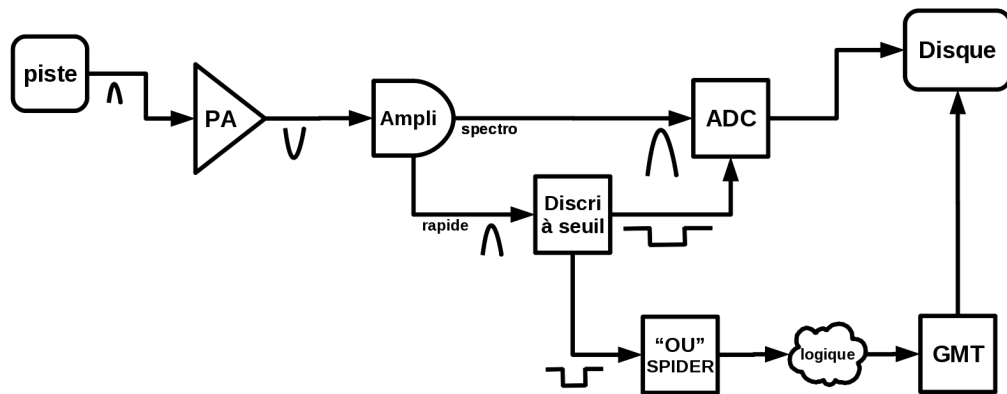 piste
PA
Ampli
spectro
ADC
Disque
rapide
Discri
à seuil
“OU”
SPIDER
logique
GMT